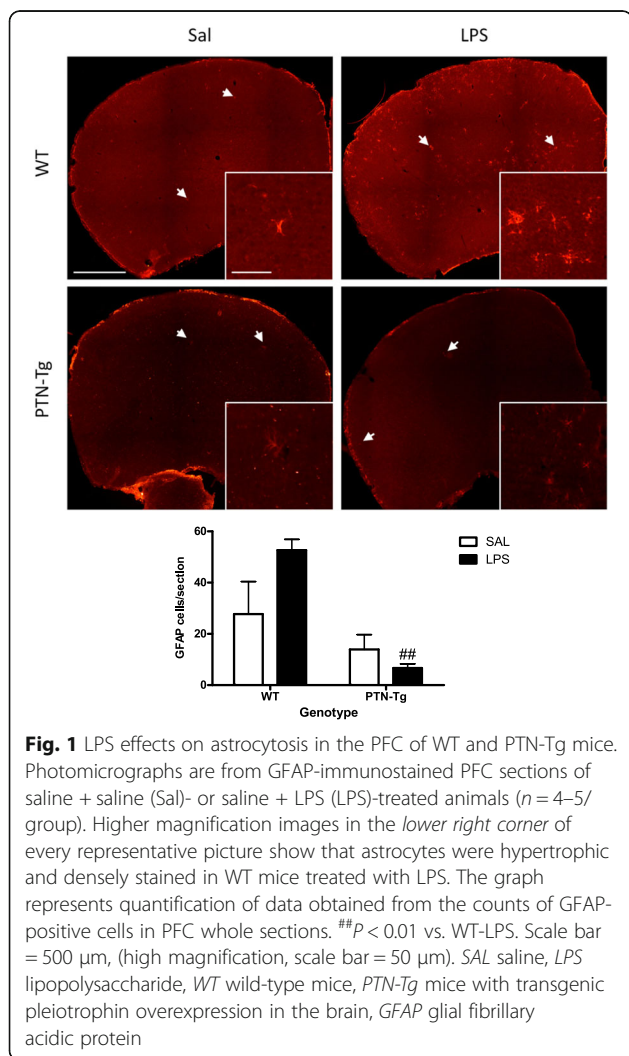 Sal LPS
WT
PTN-Tg
60
40
20
0
GFAP cells/section
SAL
LPS
##
WT PTN-Tg
Genotype
Fig. 1 LPS effects on astrocytosis in the PFC of WT and PTN-Tg mice.
Photomicrographs are from GFAP-immunostained PFC sections of
saline + saline (Sal)- or saline + LPS (LPS)-treated animals (n = 4–5/
group). Higher magnification images in the lower right corner of
every representative picture show that astrocytes were hypertrophic
and densely stained in WT mice treated with LPS. The graph
represents quantification of data obtained from the counts of GFAP-
positive cells in PFC whole sections. ##P < 0.01 vs. WT-LPS. Scale bar
= 500 μm, (high magnification, scale bar = 50 μm). SAL saline, LPS
lipopolysaccharide, WT wild-type mice, PTN-Tg mice with transgenic
pleiotrophin overexpression in the brain, GFAP glial fibrillary
acidic protein